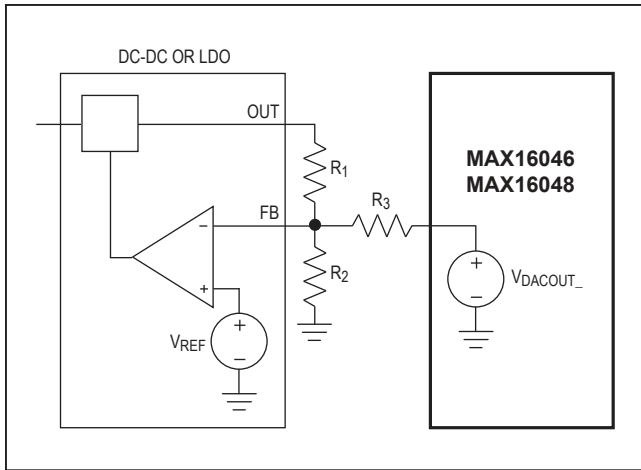 DC-DC OR LDO
OUT
R1
MAX16046
MAX16048
R3
FB
−
R2
+
VREF
+
−
+
−
VDACOUT_